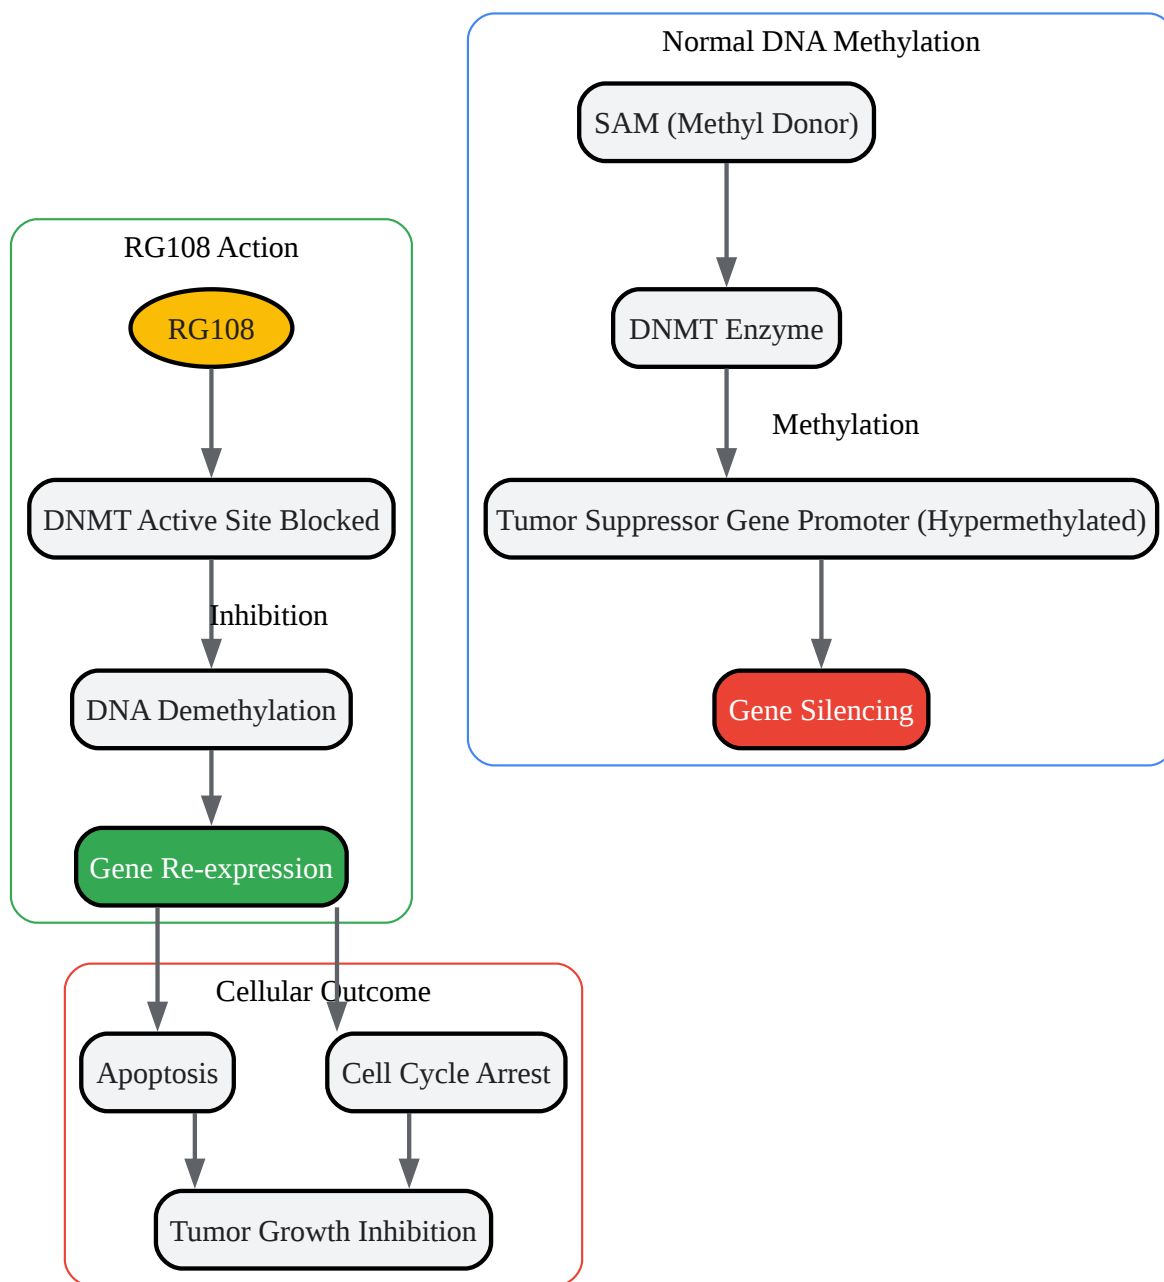 Normal DNA Methylation
SAM (Methyl Donor)
DNMT Enzyme
Methylation
Tumor Suppressor Gene Promoter (Hypermethylated)
Gene Silencing
RG108 Action
RG108
DNMT Active Site Blocked
Inhibition
DNA Demethylation
Gene Re-expression
Cellular Outcome
Apoptosis
Cell Cycle Arrest
Tumor Growth Inhibition